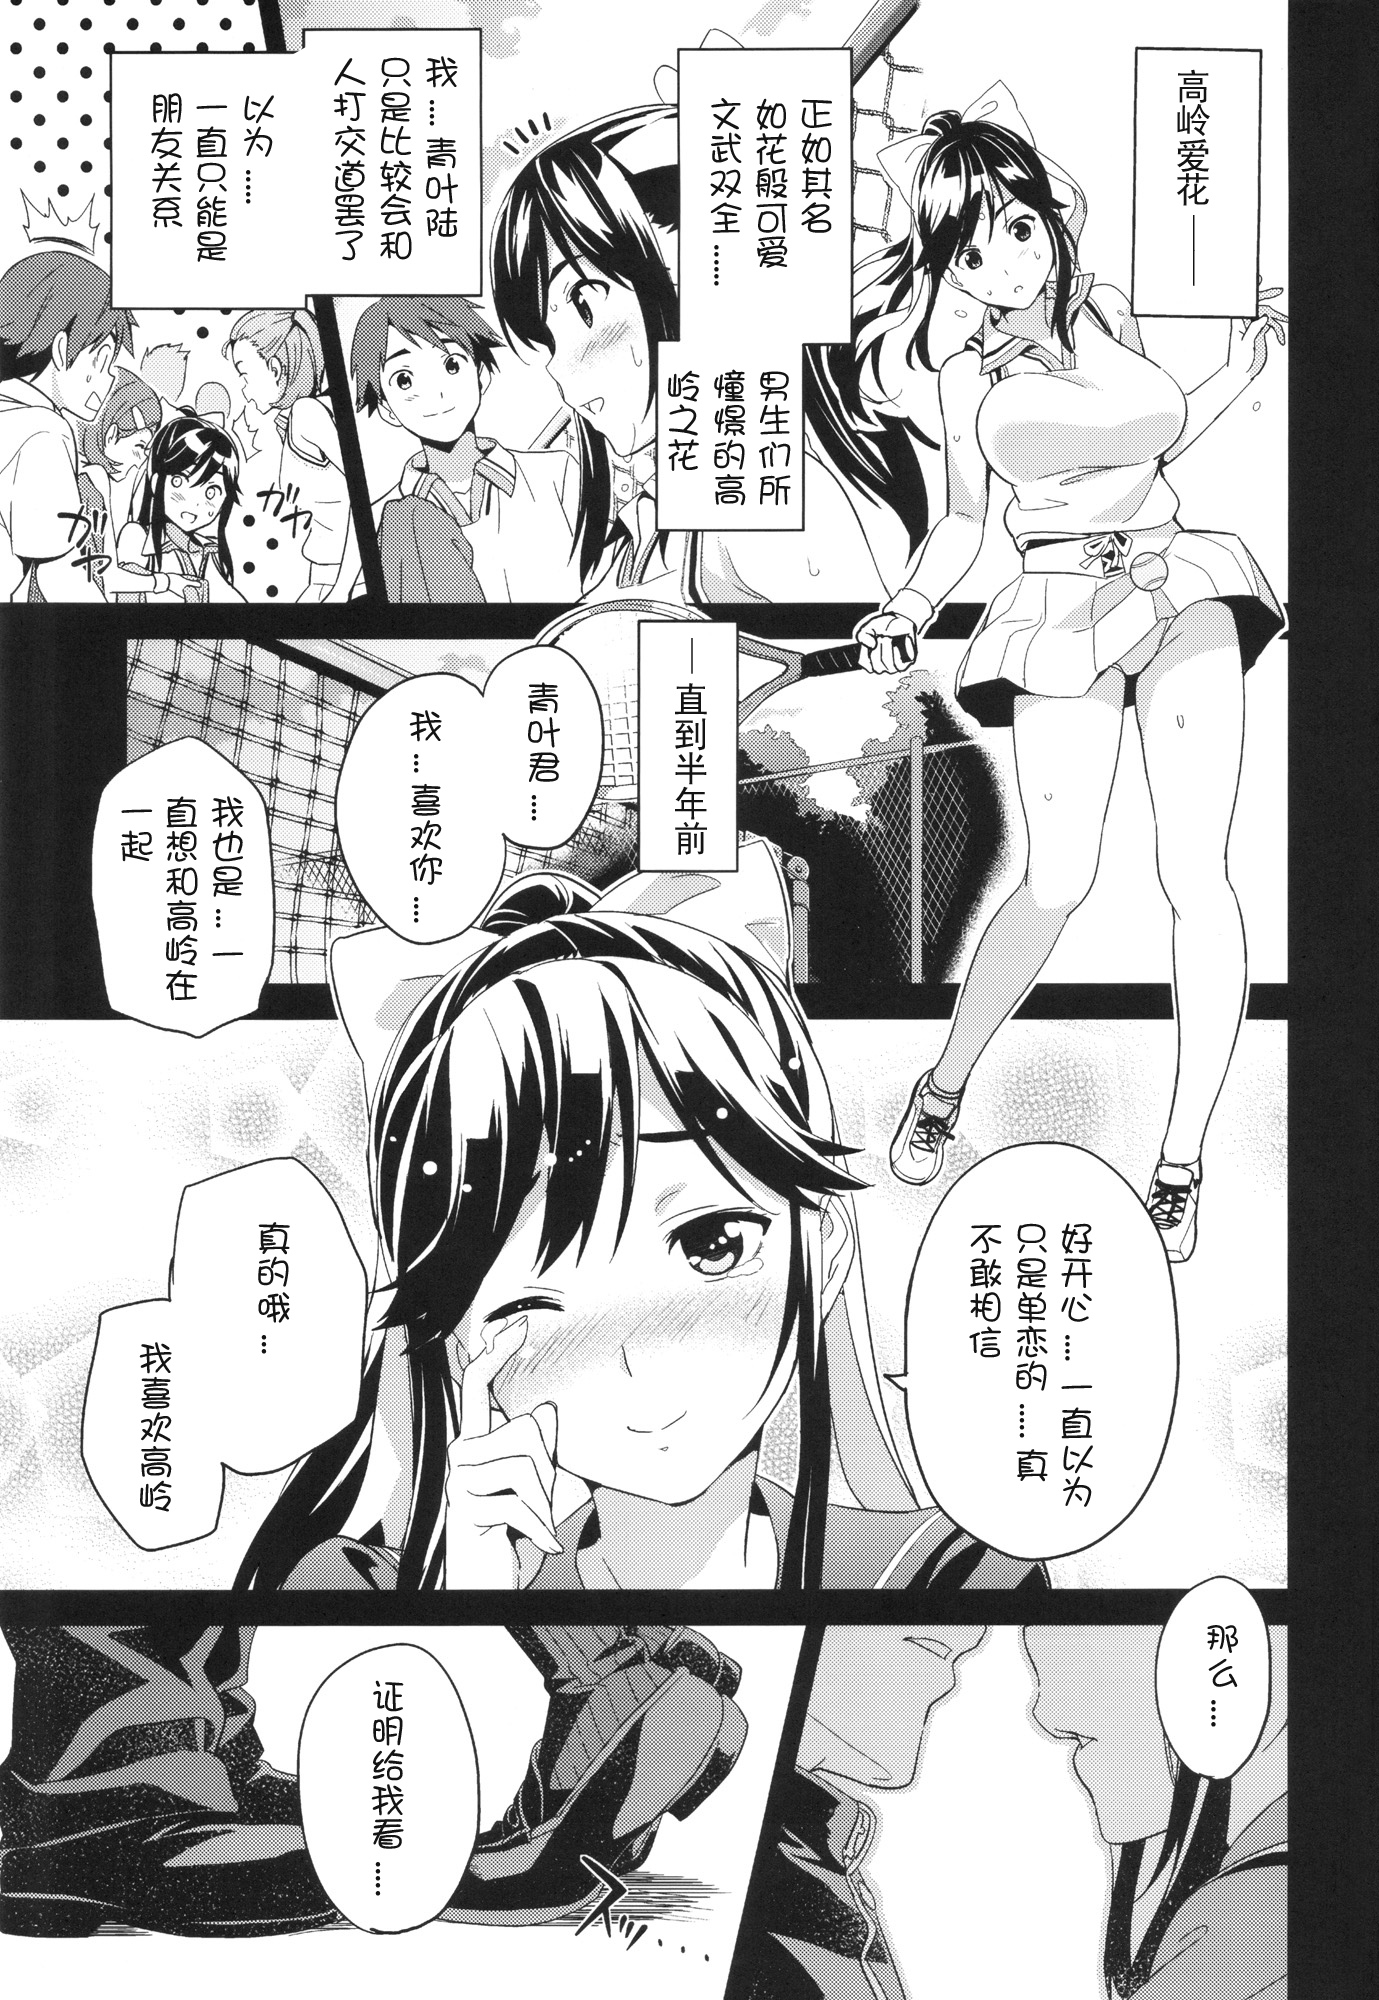 高岭爱花——
正如其名
如花般可爱
文武双全……
男生们所
憧憬的高
岭之花
我…青叶陆
只是比较会和
人打交道罢了
以为……
一直只能是
朋友关系
ガヤ
ガヤ
—直到半年前
青叶君……
我…喜欢你……
我也是…一
直想和高岭在
一起
好开心……一直以为
只是单恋的……真
不敢相信
真的哦…
我喜欢高岭
那么……
证明给我看……
ス…